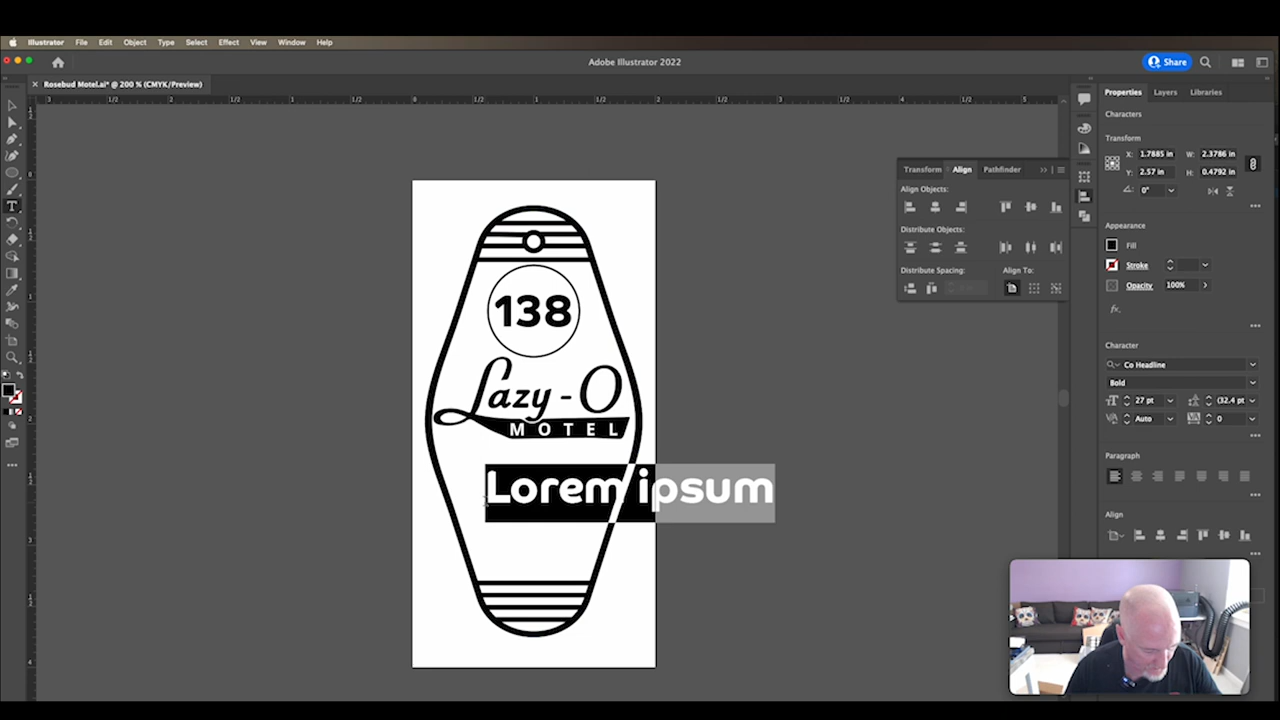 Illustrator File Edit Object Type Select Effect View Window Help
Adobe Illustrator 2022
Share
Rosebud Motel.ai* @ 200 % (CMYK/Preview)
Properties Layers Libraries
Characters
Transform
X: 1.7885 in W: 2.3786 in
Y: 2.57 in H: 0.4792 in
0°
Transform Align Pathfinder
Align Objects:
Distribute Objects:
Distribute Spacing: Align To:
Appearance
Fill
Stroke
Opacity 100%
fx.
Character
Co Headline
Bold
27 pt (32.4 pt
Auto 0
Paragraph
Align
138
Lazy-O
MOTEL
Lorem ipsum